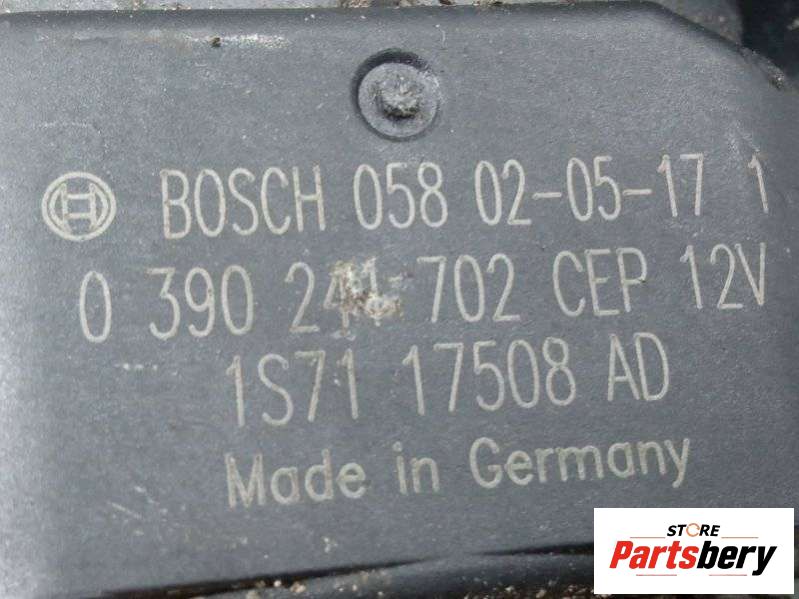 BOSCH 058 02-05-17 1
0 390 241 702 CEP 12V
1S71 17508 AD
Made in Germany
STORE
Partsbery